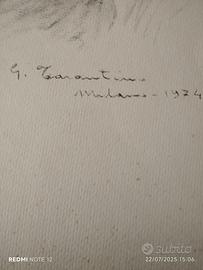 G. Tarantino
Milano - 1974
subito
REDMI NOTE 12
22/07/2025 15:06